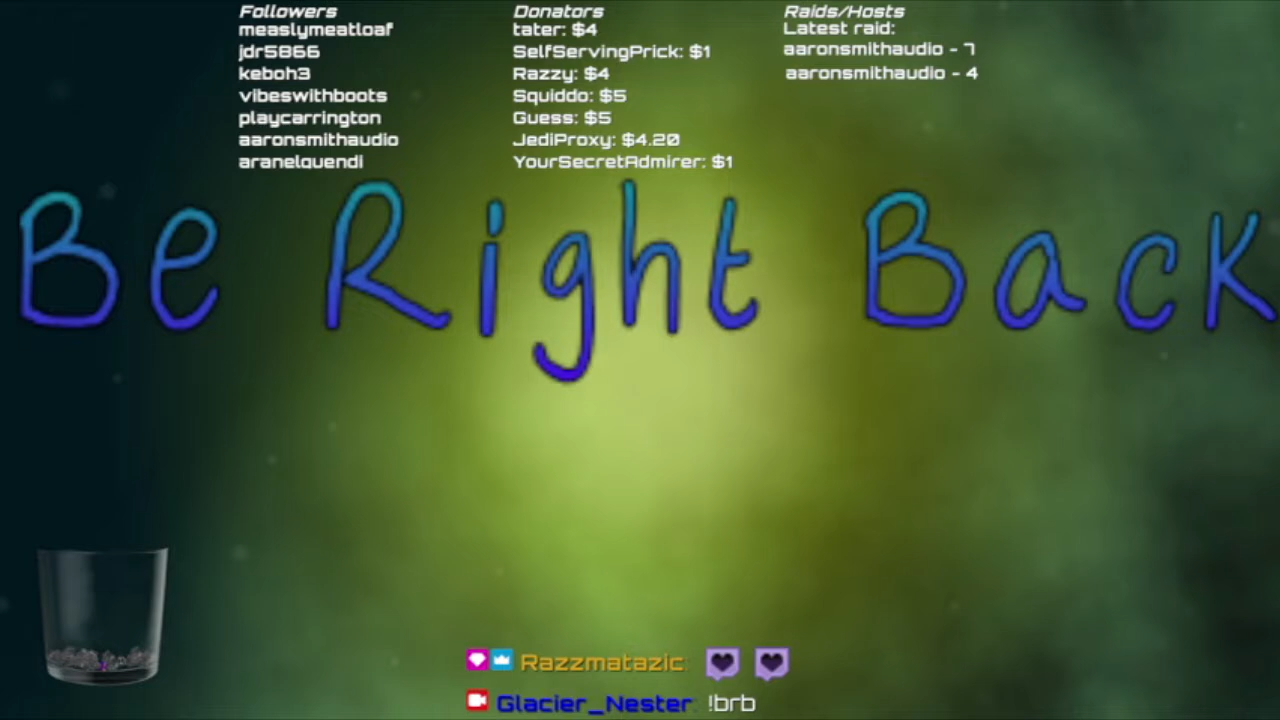 Followers
measlymeatloaf
jdr5866
keboh3
vibeswithboots
playcarrington
aaronsmithaudio
aranelquendi
Donators
tater: $4
SelfServingPrick: $1
Razzy: $4
Squiddo: $5
Guess: $5
JediProxy: $4.20
YourSecretAdmirer: $1
Raids/Hosts
Latest raid:
aaronsmithaudio - 7
aaronsmithaudio - 4
Be Right Back
Razzmatazic:
Glacier_Nester: !brb